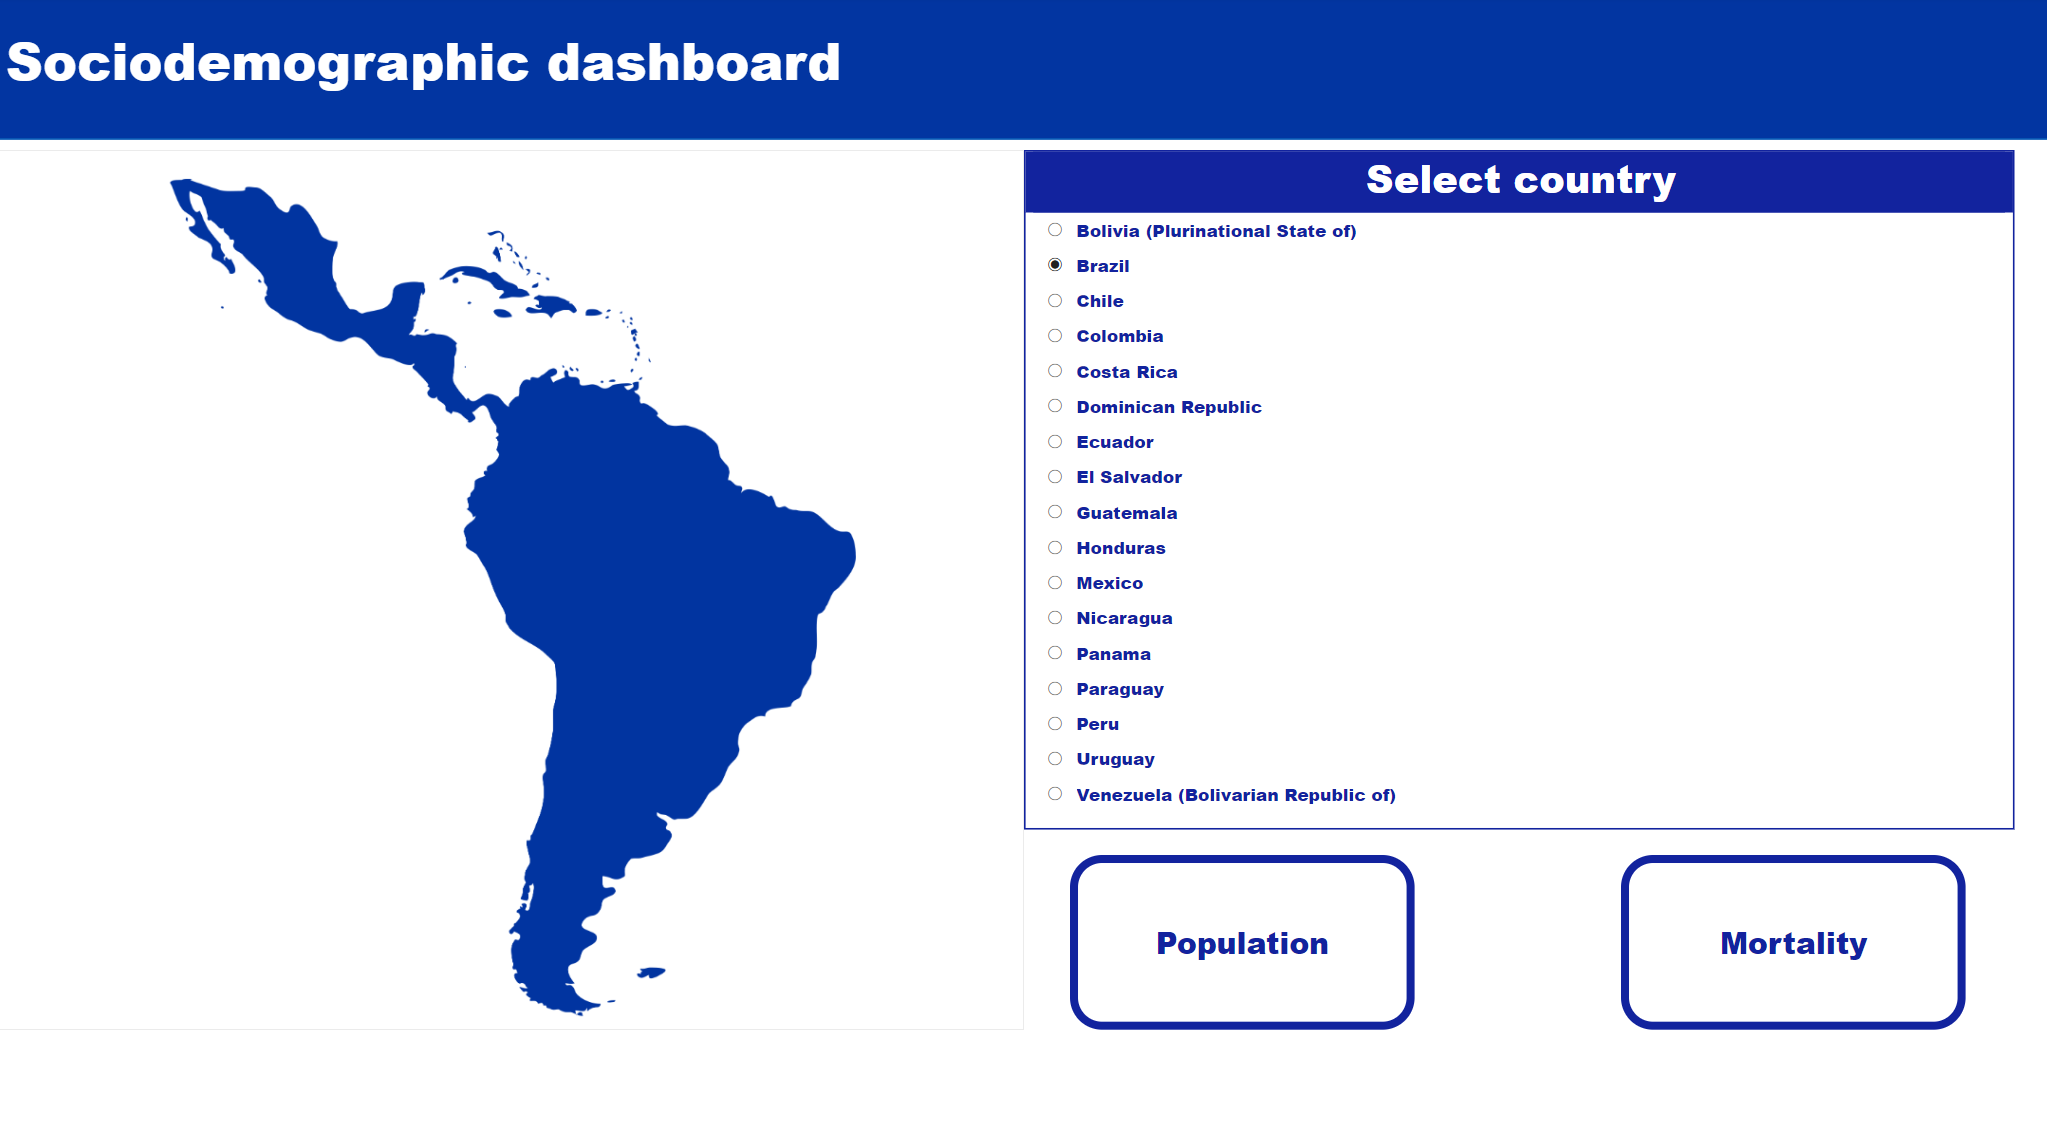 Sociodemographic dashboard
Select country
Bolivia (Plurinational State of)
Brazil
Chile
Colombia
Costa Rica
Dominican Republic
Ecuador
El Salvador
Guatemala
Honduras
Mexico
Nicaragua
Panama
Paraguay
Peru
Uruguay
Venezuela (Bolivarian Republic of)
Population
Mortality